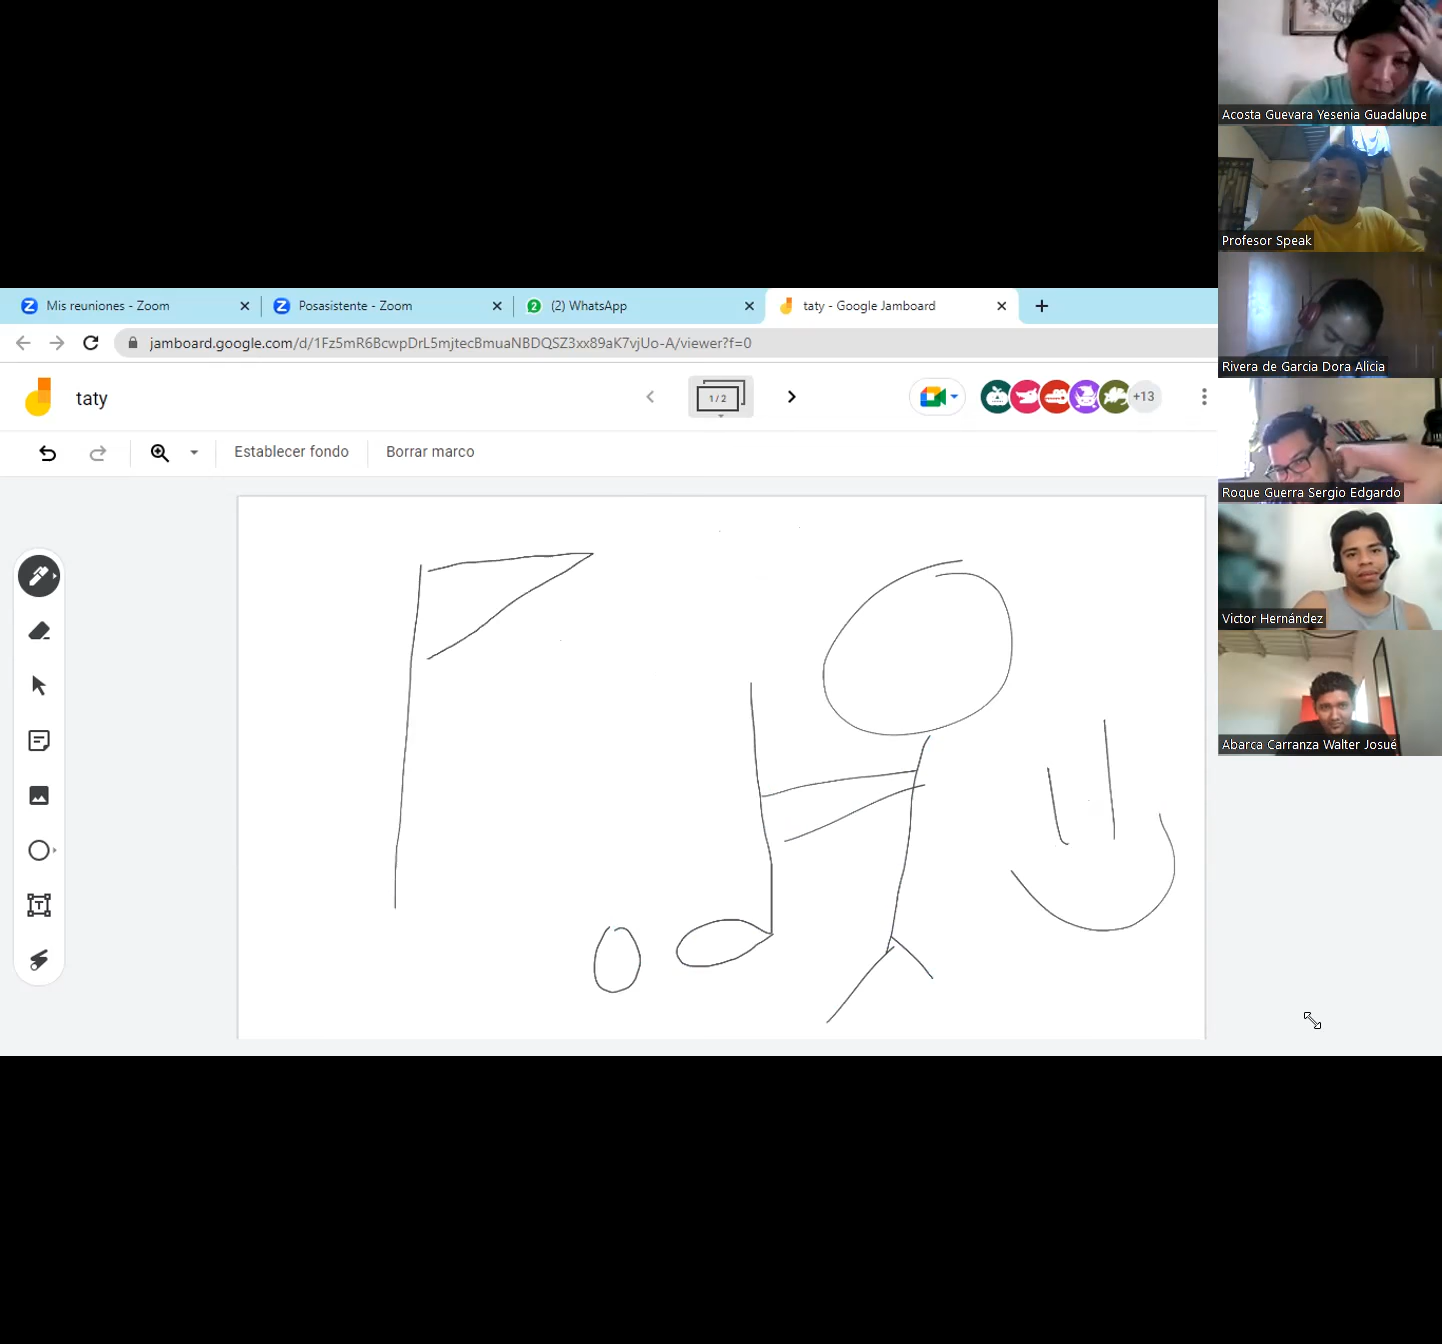 Acosta Guevara Yesenia Guadalupe
Profesor Speak
Mis reuniones - Zoom
Posasistente - Zoom
2
(2) WhatsApp
taty - Google Jamboard
jamboard.google.com/d/1Fz5mR6BcwpDrL5mjtecBmuaNBDQSZ3xx89aK7vjUo-A/viewer?f=0
Rivera de Garcia Dora Alicia
taty
1 / 2
+13
Establecer fondo
Borrar marco
Roque Guerra Sergio Edgardo
Victor Hernández
Abarca Carranza Walter Josué